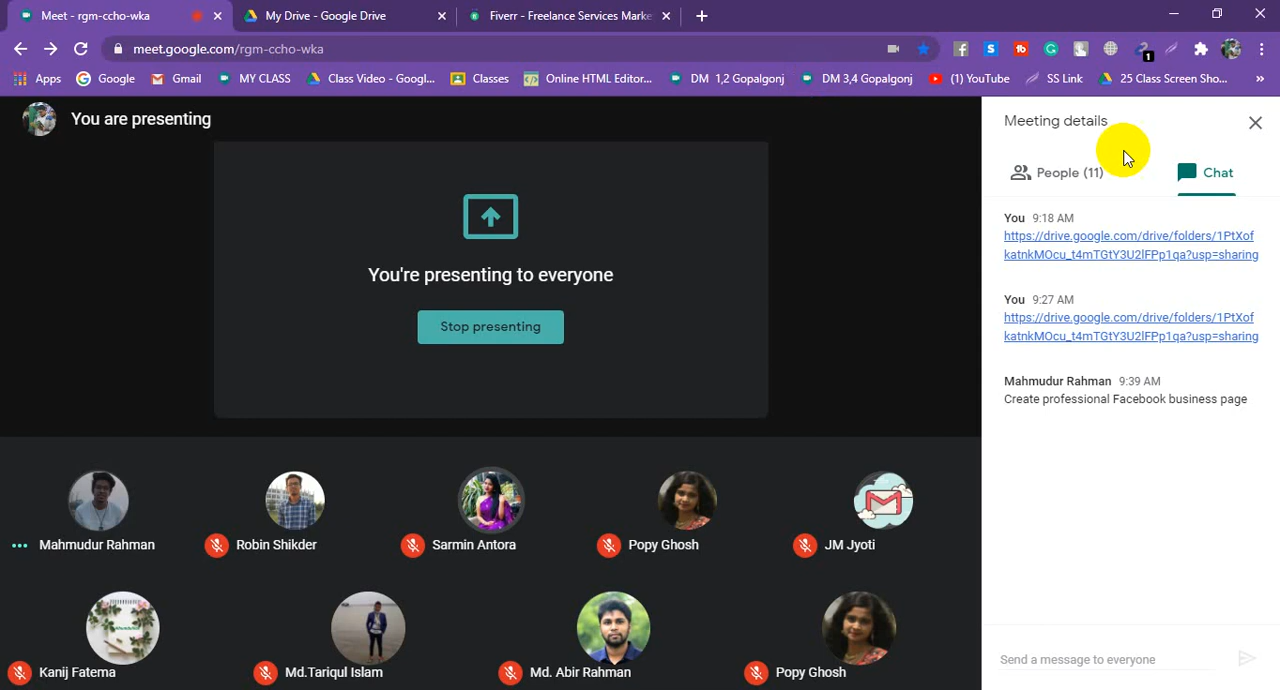 Meet - rgm-ccho-wka
My Drive - Google Drive
Fiverr - Freelance Services Marke
meet.google.com/rgm-ccho-wka
1
Apps Google Gmail MY CLASS Class Video - Googl... Classes Online HTML Editor... DM 1,2 Gopalgonj DM 3,4 Gopalgonj (1) YouTube SS Link 25 Class Screen Sho... »
You are presenting
You're presenting to everyone
Stop presenting
Mahmudur Rahman
Robin Shikder
Sarmin Antora
Popy Ghosh
JM Jyoti
Kanij Fatema
Md.Tariqul Islam
Md. Abir Rahman
Popy Ghosh
Meeting details
People (11)
Chat
You 9:18 AM
https://drive.google.com/drive/folders/1PtXof
katnkMOcu_t4mTGtY3U2lFPp1qa?usp=sharing
You 9:27 AM
https://drive.google.com/drive/folders/1PtXof
katnkMOcu_t4mTGtY3U2lFPp1qa?usp=sharing
Mahmudur Rahman 9:39 AM
Create professional Facebook business page
Send a message to everyone